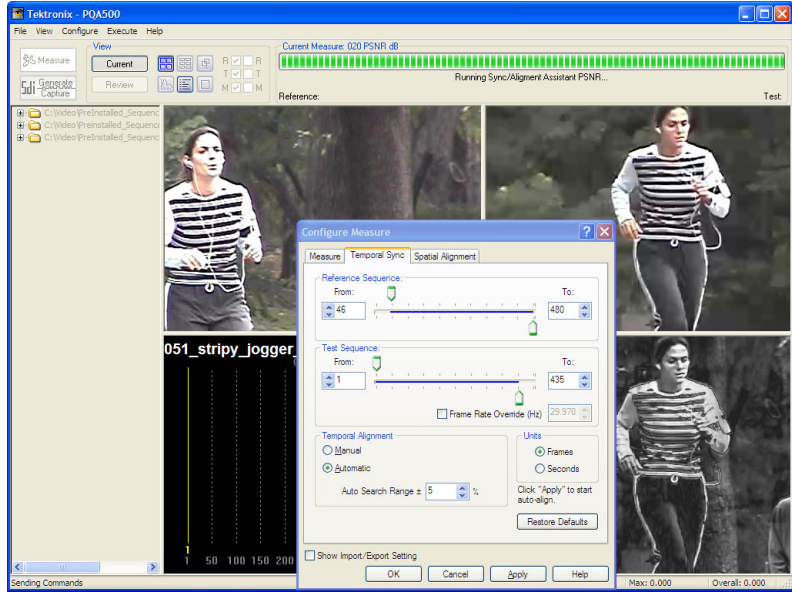 Tektronix - PQA500
File View Configure Execute Help
Measure
Sdi Generate Capture
View
Current
Review
R R
T T
M M
Current Measure: 020 PSNR dB
Running Sync/Aligment Assistant PSNR...
Reference: Test:
C:\Video\PreInstalled_Sequenc
C:\Video\PreInstalled_Sequenc
C:\Video\PreInstalled_Sequenc
051_stripy_jogger_
1
1 50 100 150 200
Configure Measure
Measure Temporal Sync Spatial Alignment
Reference Sequence:
From: To:
46 480
Test Sequence:
From: To:
1 435
Frame Rate Override (Hz) 29.970
Temporal Alignment
Manual
Automatic
Auto Search Range ± 5 %
Units
Frames
Seconds
Click "Apply" to start
auto-align.
Restore Defaults
Show Import/Export Setting
OK Cancel Apply Help
Sending Commands Max: 0.000 Overall: 0.000